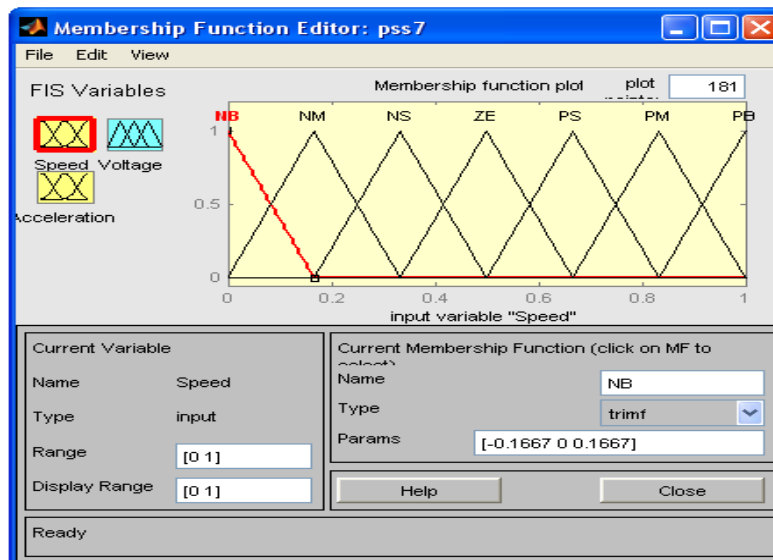 Membership Function Editor: pss7
File Edit View
FIS Variables
Membership function plot
plot
181
NB NM NS ZE PS PM PB
1
Speed Voltage
0.5
Acceleration
0
0 0.2 0.4 0.6 0.8 1
input variable "Speed"
Current Variable
Name Speed
Type input
Range [0 1]
Display Range [0 1]
Current Membership Function (click on MF to
Name NB
Type trimf
Params [-0.1667 0 0.1667]
Help Close
Ready